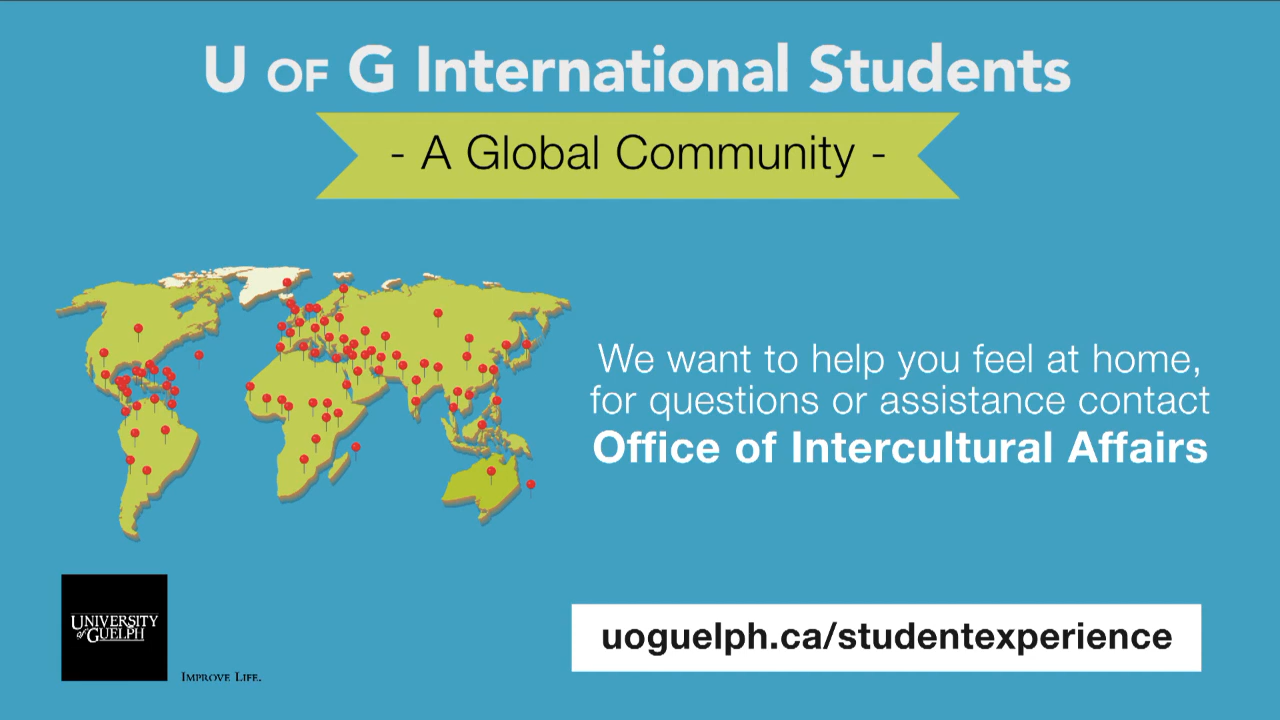 U OF G International Students
- A Global Community -
We want to help you feel at home,
for questions or assistance contact
Office of Intercultural Affairs
UNIVERSITY
of GUELPH
IMPROVE LIFE.
uoguelph.ca/studentexperience